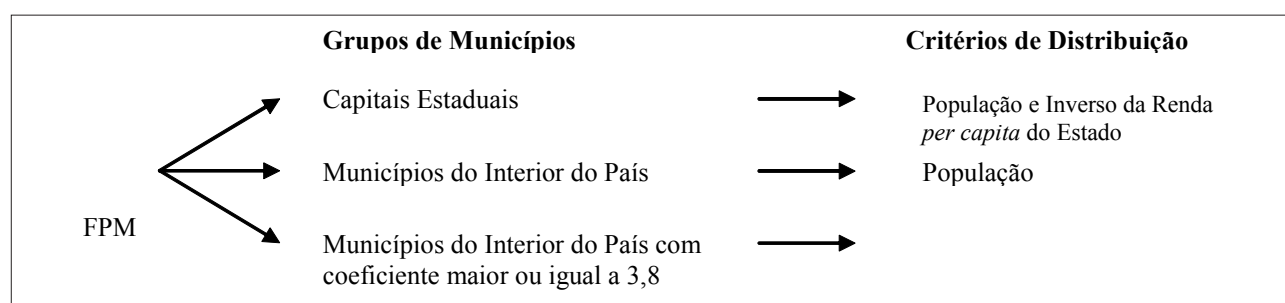 Grupos de Municípios
Critérios de Distribuição
Capitais Estaduais
População e Inverso da Renda
per capita do Estado
Municípios do Interior do País
População
FPM
Municípios do Interior do País com
coeficiente maior ou igual a 3,8